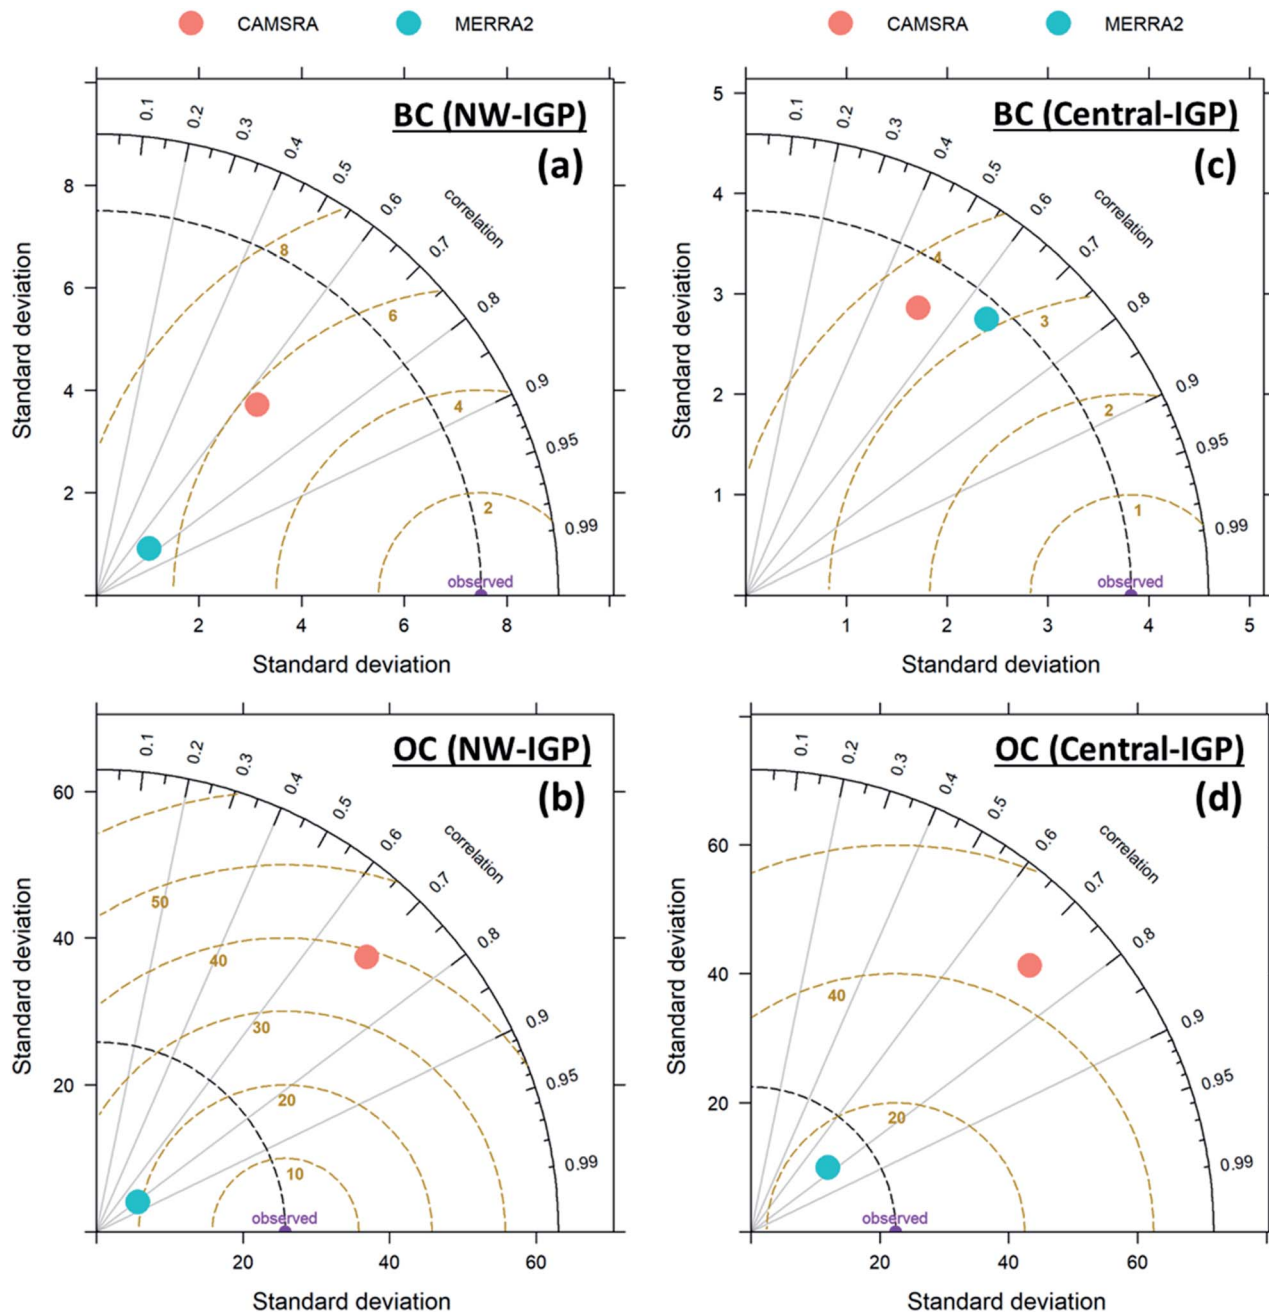 CAMSRA MERRA2 CAMSRA MERRA2
BC (NW-IGP)
(a)
0.1 0.2 0.3 0.4 0.5 0.6 0.7 0.8 0.9 0.95 0.99
correlation
8 6 4 2
Standard deviation
8
6
4
2
observed
2 4 6 8
Standard deviation
BC (Central-IGP)
(c)
0.1 0.2 0.3 0.4 0.5 0.6 0.7 0.8 0.9 0.95 0.99
correlation
5 4 3 2 1
Standard deviation
4
3
2
1
observed
1 2 3 4 5
Standard deviation
OC (NW-IGP)
(b)
0.1 0.2 0.3 0.4 0.5 0.6 0.7 0.8 0.9 0.95 0.99
correlation
60 40 20
Standard deviation
50
40
30
20
10
observed
20 40 60
Standard deviation
OC (Central-IGP)
(d)
0.1 0.2 0.3 0.4 0.5 0.6 0.7 0.8 0.9 0.95 0.99
correlation
60 40 20
Standard deviation
40
20
observed
20 40 60
Standard deviation